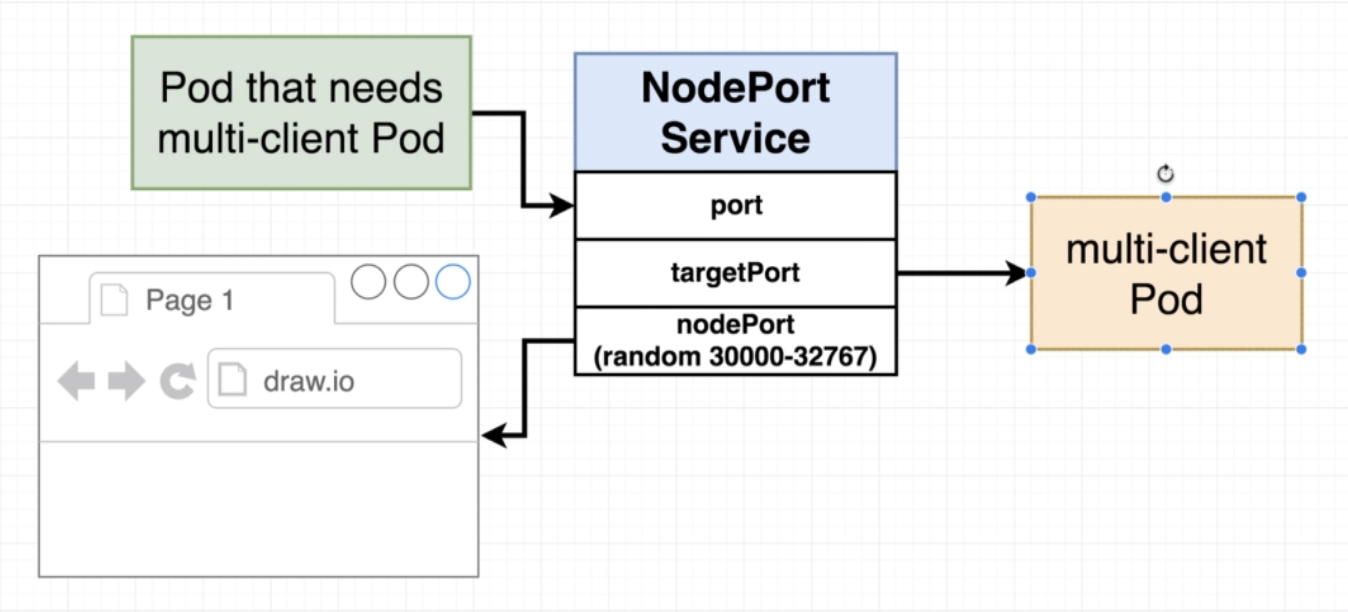 Pod that needs
multi-client Pod
NodePort
Service
port
targetPort
nodePort
(random 30000-32767)
multi-client
Pod
Page 1
draw.io